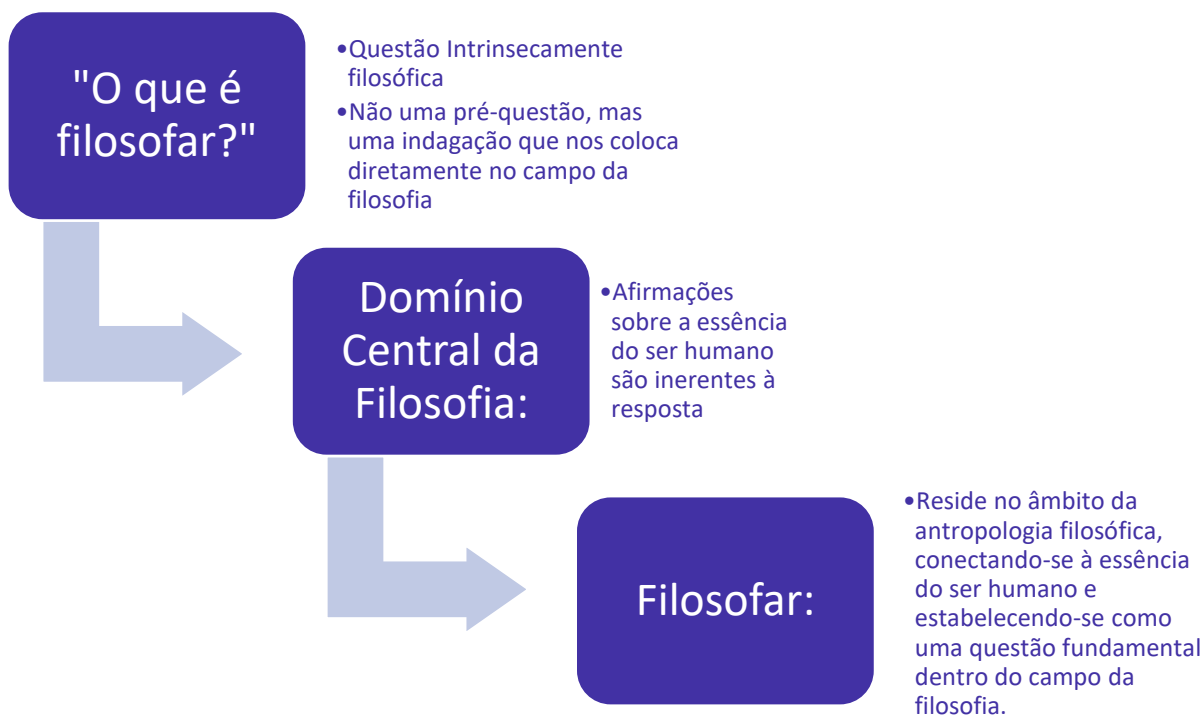 "O que é
filosofar?"
•Questão Intrinsecamente
filosófica
•Não uma pré-questão, mas
uma indagação que nos coloca
diretamente no campo da
filosofia
Domínio
Central da
Filosofia:
•Afirmações
sobre a essência
do ser humano
são inerentes à
resposta
Filosofar:
•Reside no âmbito da
antropologia filosófica,
conectando-se à essência
do ser humano e
estabelecendo-se como
uma questão fundamental
dentro do campo da
filosofia.